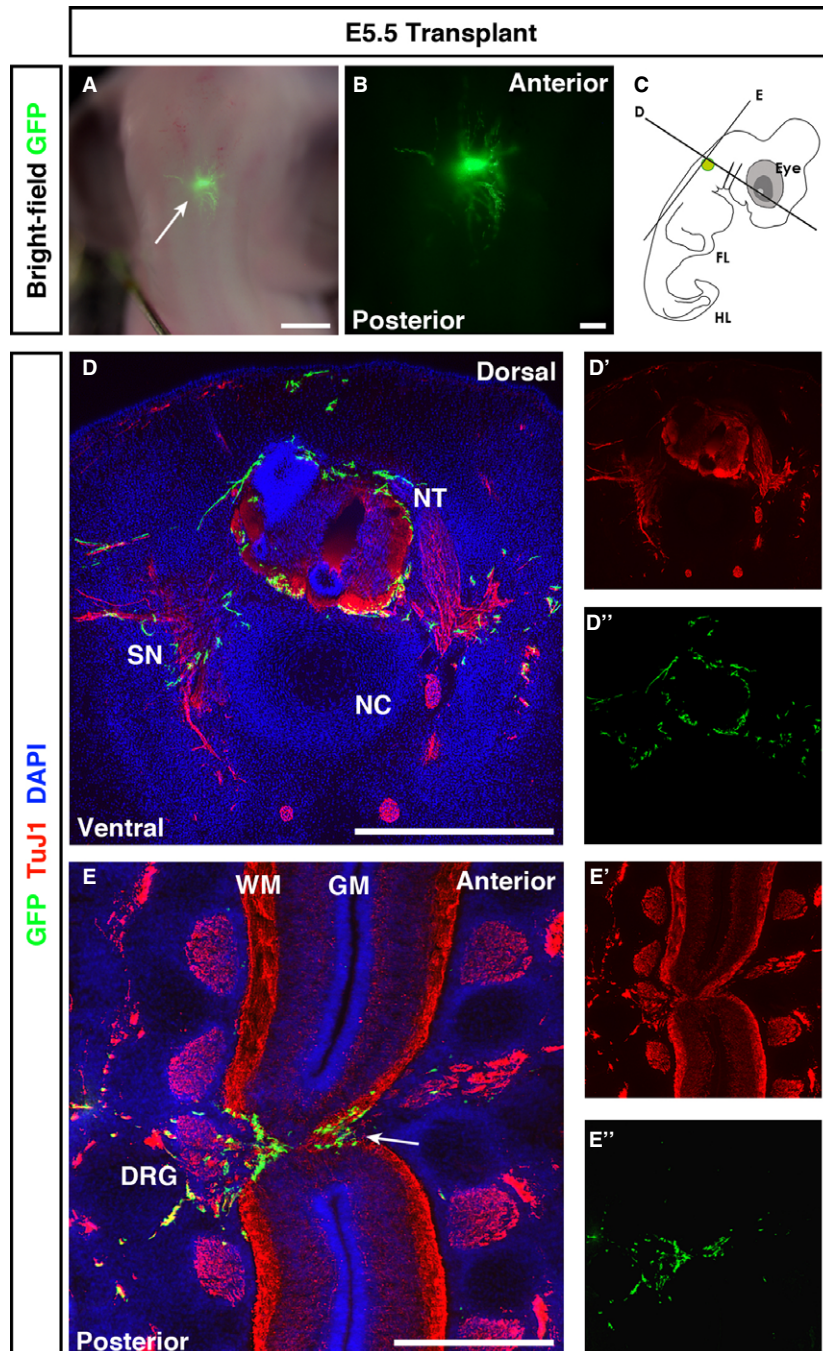 E5.5 Transplant
Bright-field GFP
A
B
Anterior
Posterior
C
D
E
Eye
FL
HL
GFP TuJ1 DAPI
D
Dorsal
NT
SN
NC
Ventral
D'
D''
E
WM
GM
Anterior
DRG
Posterior
E'
E''